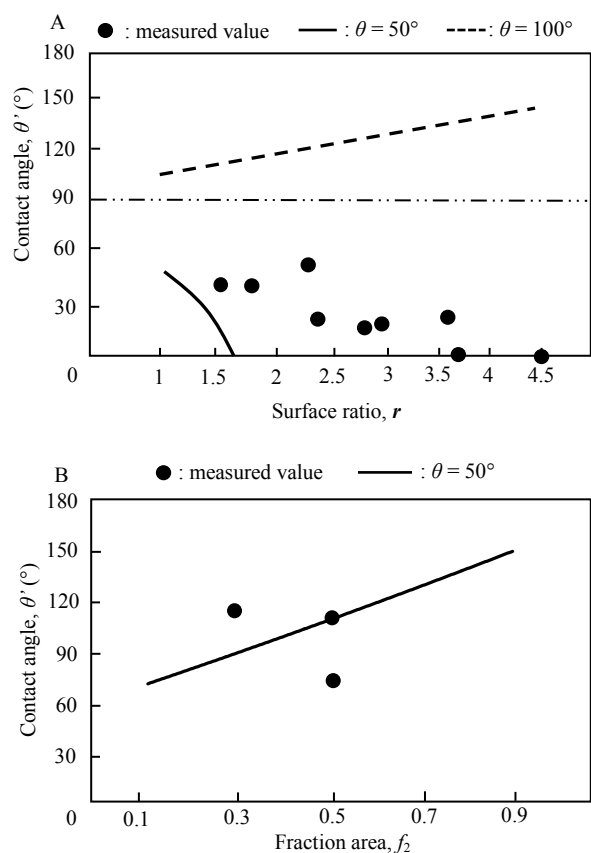 A
: measured value : θ = 50° : θ = 100°
180
150
120
90
60
30
0
Contact angle, θ’ (°)
1 1.5 2 2.5 3 3.5 4 4.5
Surface ratio, r
B
: measured value : θ = 50°
180
150
120
90
60
30
0
Contact angle, θ’ (°)
0.1 0.3 0.5 0.7 0.9
Fraction area, f₂